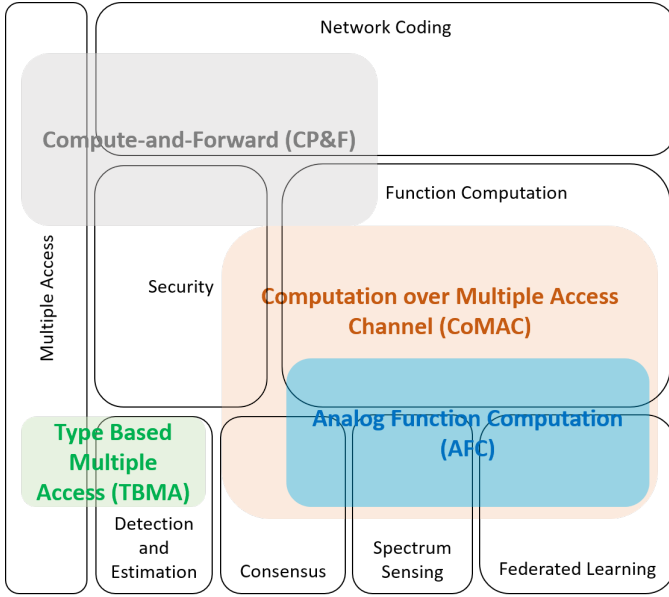 Network Coding
Compute-and-Forward (CP&F)
Function Computation
Multiple Access
Security
Computation over Multiple Access
Channel (CoMAC)
Analog Function Computation
(AFC)
Type Based
Multiple
Access (TBMA)
Detection
and
Estimation
Consensus
Spectrum
Sensing
Federated Learning